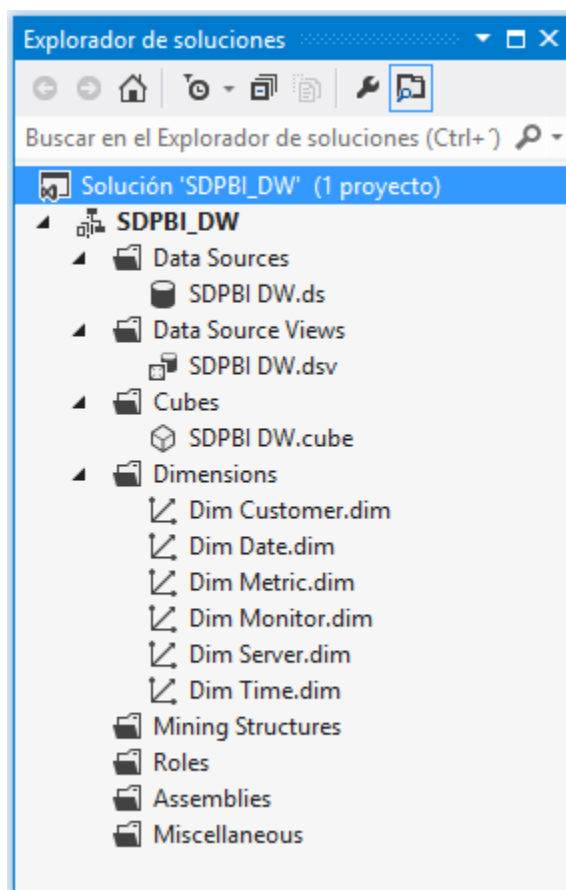 Explorador de soluciones
Buscar en el Explorador de soluciones (Ctrl+´)
Solución 'SDPBI_DW' (1 proyecto)
SDPBI_DW
Data Sources
SDPBI DW.ds
Data Source Views
SDPBI DW.dsv
Cubes
SDPBI DW.cube
Dimensions
Dim Customer.dim
Dim Date.dim
Dim Metric.dim
Dim Monitor.dim
Dim Server.dim
Dim Time.dim
Mining Structures
Roles
Assemblies
Miscellaneous